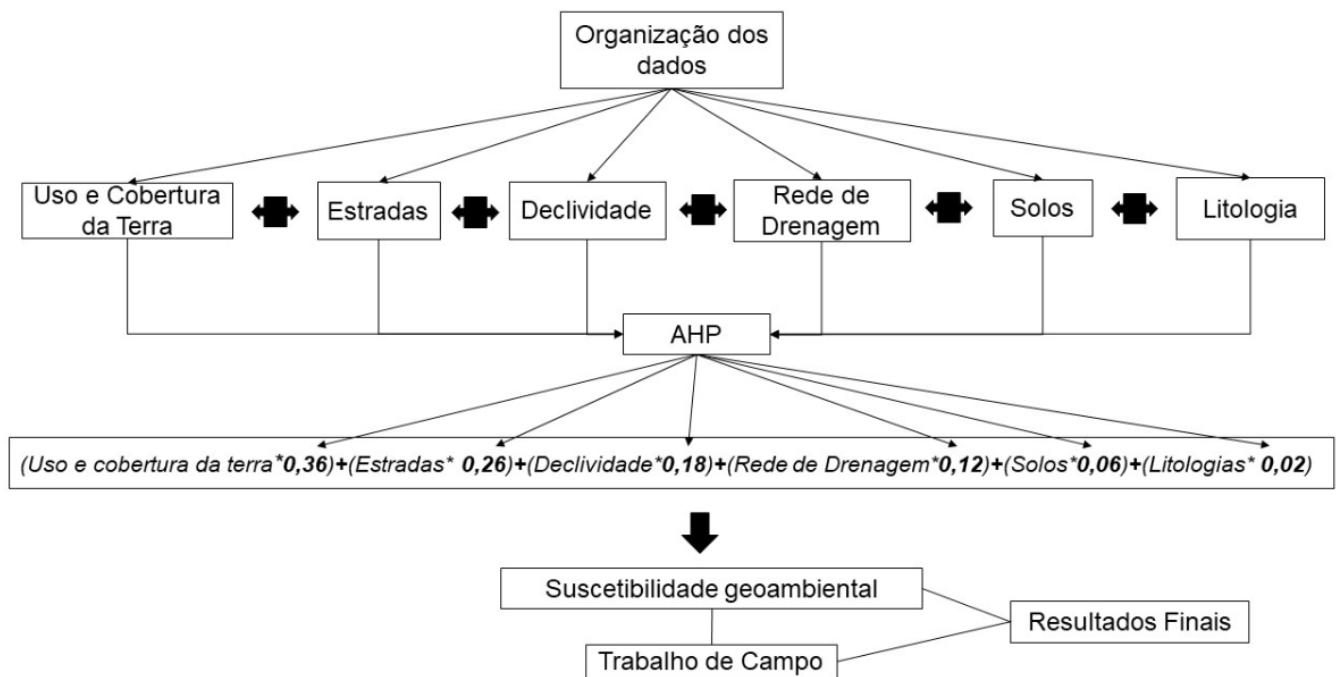 Organização dos
dados
Uso e Cobertura
da Terra
Estradas
Declividade
Rede de
Drenagem
Solos
Litologia
AHP
(Uso e cobertura da terra*0,36)+(Estradas* 0,26)+(Declividade*0,18)+(Rede de Drenagem*0,12)+(Solos*0,06)+(Litologias* 0,02)
Suscetibilidade geoambiental
Resultados Finais
Trabalho de Campo